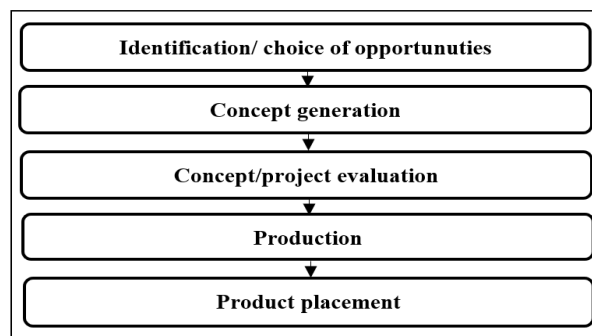 Identification/ choice of opportunuties
Concept generation
Concept/project evaluation
Production
Product placement